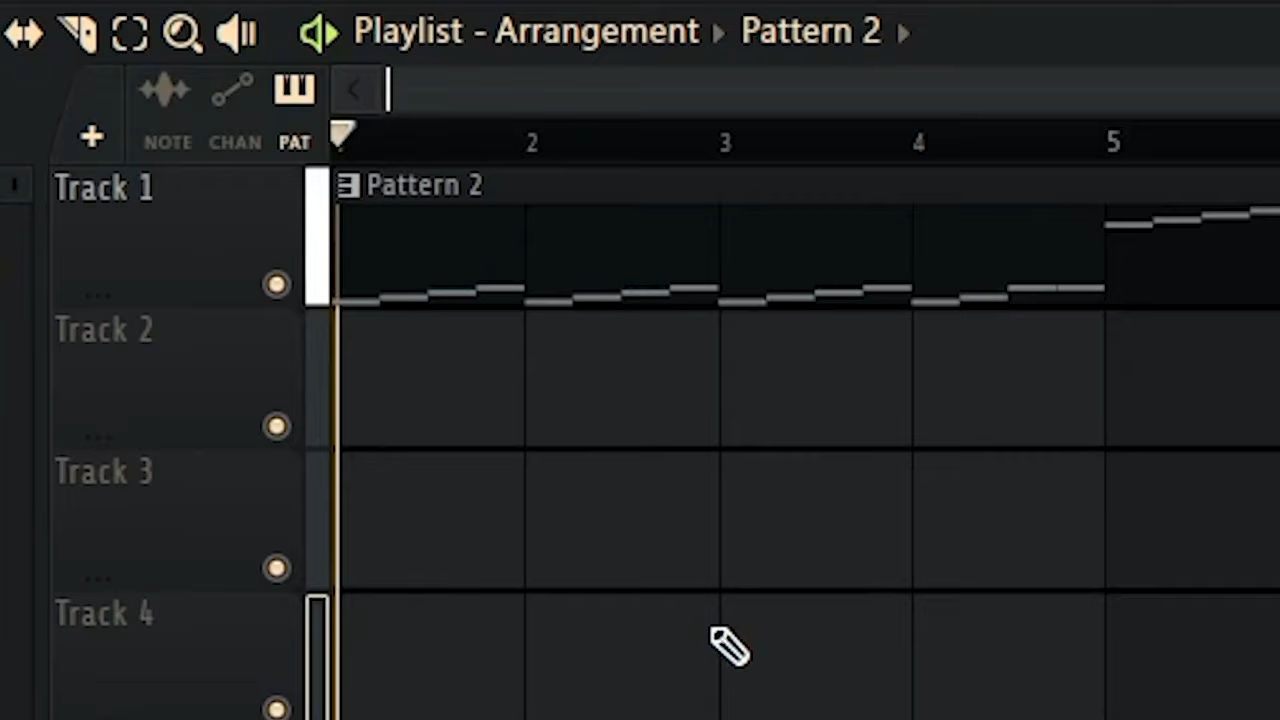 Playlist - Arrangement ▸ Pattern 2 ▸
NOTE CHAN PAT
2 3 4 5
Track 1
Pattern 2
Track 2
Track 3
Track 4